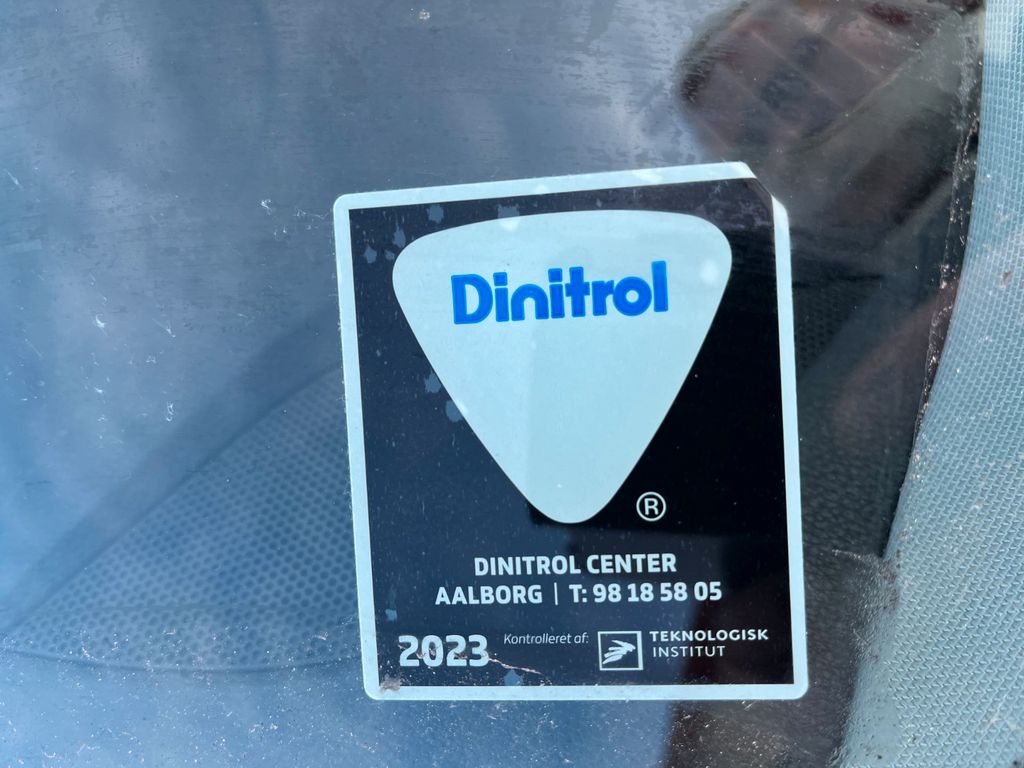 Dinitrol
®
DINITROL CENTER
AALBORG | T: 98 18 58 05
2023 Kontrolleret af: TEKNOLOGISK
INSTITUT